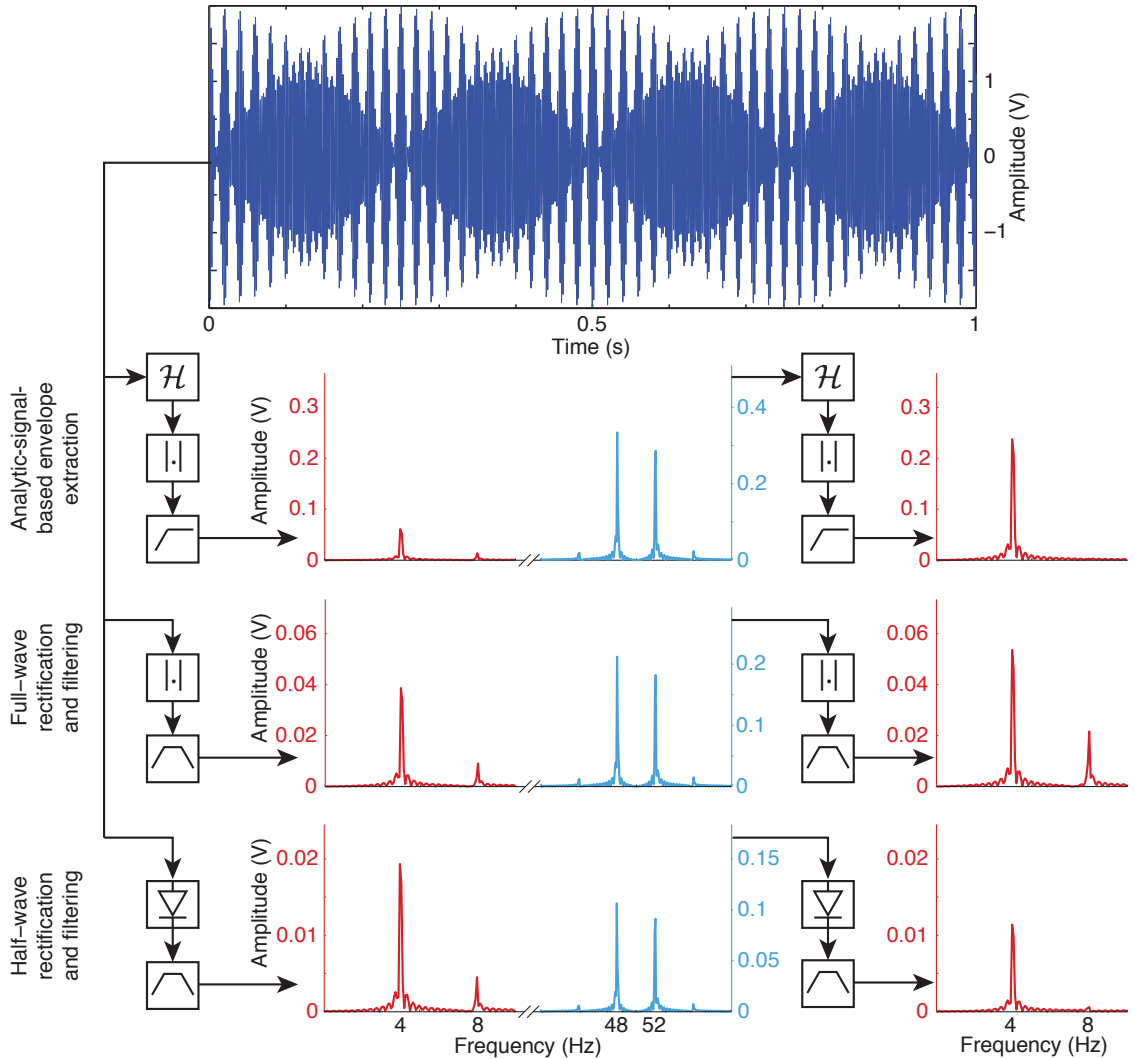 1
0
−1
Amplitude (V)
0
0.5
1
Time (s)
Analytic-signal-
based envelope
extraction
ℋ
|.|
Amplitude (V)
0.3
0.2
0.1
0
0.4
0.2
0
ℋ
|.|
0.3
0.2
0.1
0
Full−wave
rectification
and filtering
|.|
Amplitude (V)
0.06
0.04
0.02
0
0.2
0.1
0
|.|
0.06
0.04
0.02
0
Half−wave
rectification
and filtering
Amplitude (V)
0.02
0.01
0
0.15
0.1
0.05
0
0.02
0.01
0
4
8
48
52
Frequency (Hz)
4
8
Frequency (Hz)